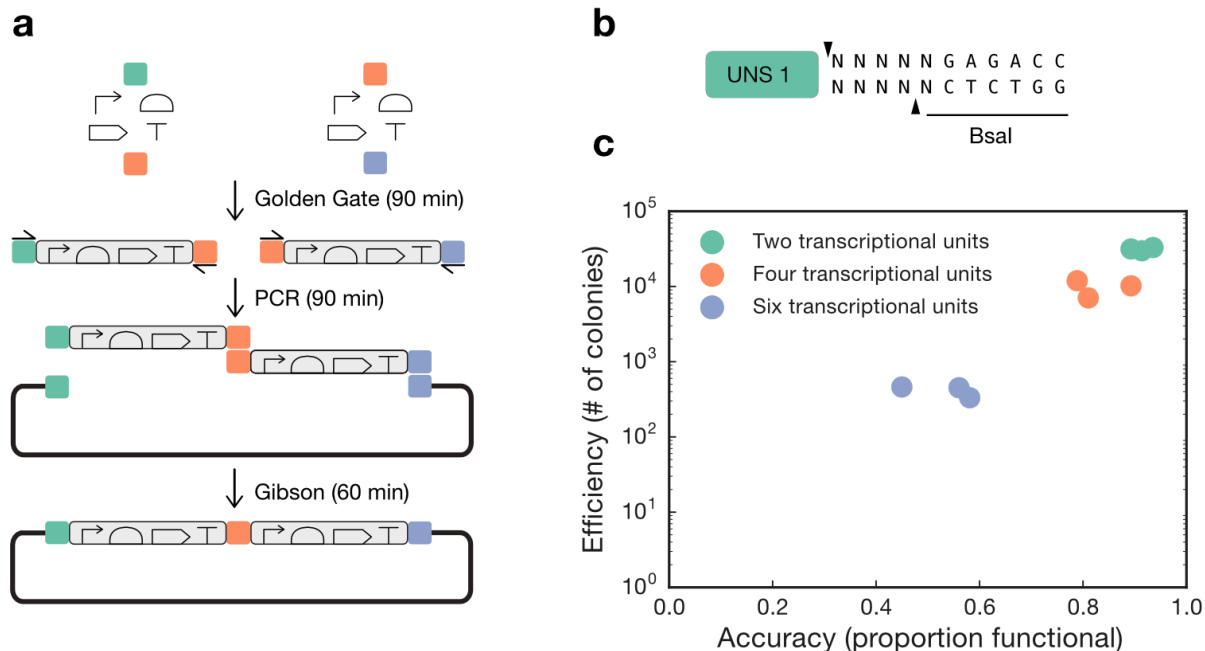 a
Golden Gate (90 min)
PCR (90 min)
Gibson (60 min)
b
UNS 1
N N N N N G A G A C C
N N N N N C T C T G G
BsaI
c
Efficiency (# of colonies)
10^5
10^4
10^3
10^2
10^1
10^0
Two transcriptional units
Four transcriptional units
Six transcriptional units
0.0 0.2 0.4 0.6 0.8 1.0
Accuracy (proportion functional)